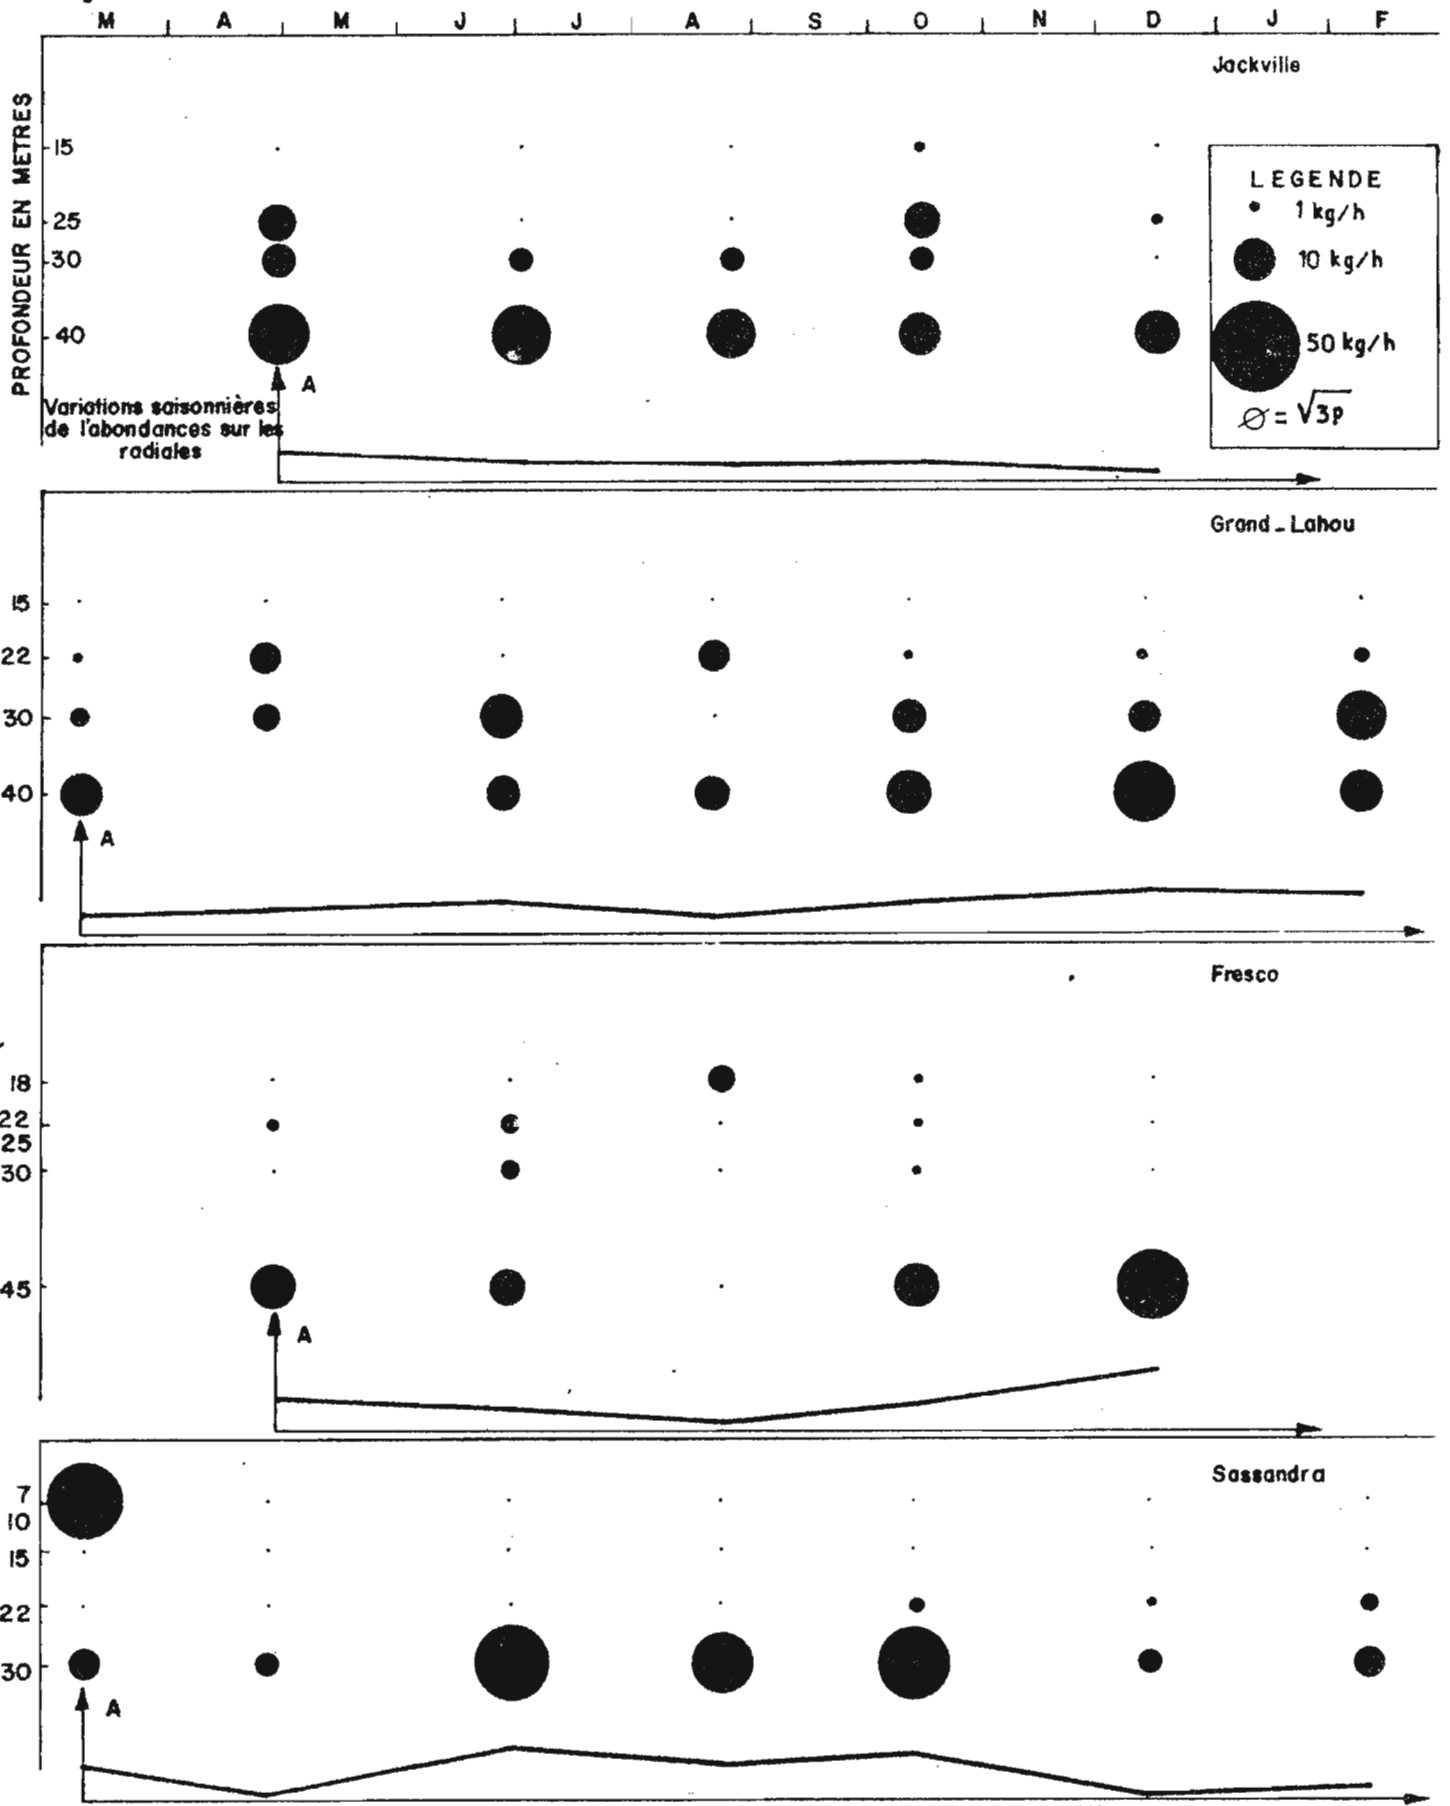 M A M J J A S O N D J F
Jackville
PROFONDEUR EN METRES
15
25
30
40
LEGENDE
1 kg/h
10 kg/h
50 kg/h
∅ = √3p
A
Variations saisonnières
de l'abondances sur les
radiales
Grand_Lahou
15
22
30
40
A
Fresco
18
22
25
30
45
A
Sassandra
7
10
15
22
30
A